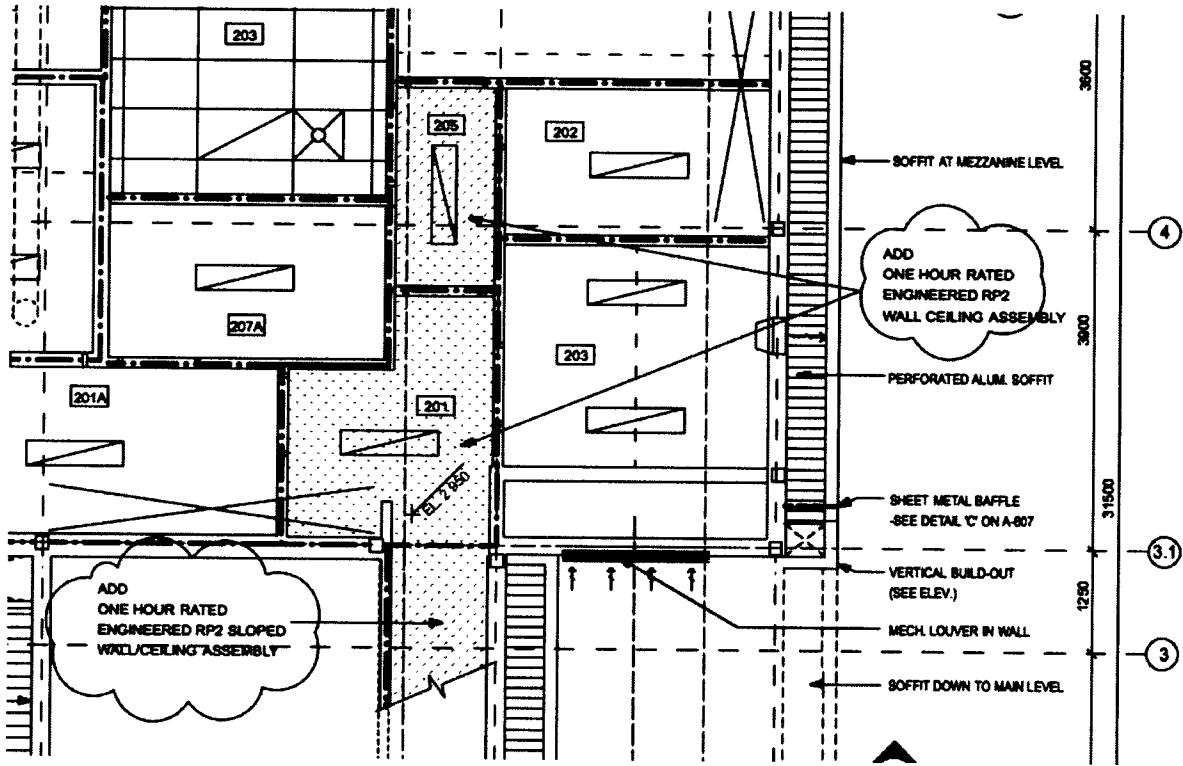 203
205
202
207A
203
201A
201
EL. 2 950
3900
SOFFIT AT MEZZANINE LEVEL
4
ADD
ONE HOUR RATED
ENGINEERED RP2
WALL CEILING ASSEMBLY
3900
PERFORATED ALUM. SOFFIT
31500
SHEET METAL BAFFLE
-SEE DETAIL 'C' ON A-607
3.1
VERTICAL BUILD-OUT
(SEE ELEV.)
1250
MECH. LOUVER IN WALL
3
SOFFIT DOWN TO MAIN LEVEL
ADD
ONE HOUR RATED
ENGINEERED RP2 SLOPED
WALL/CEILING ASSEMBLY